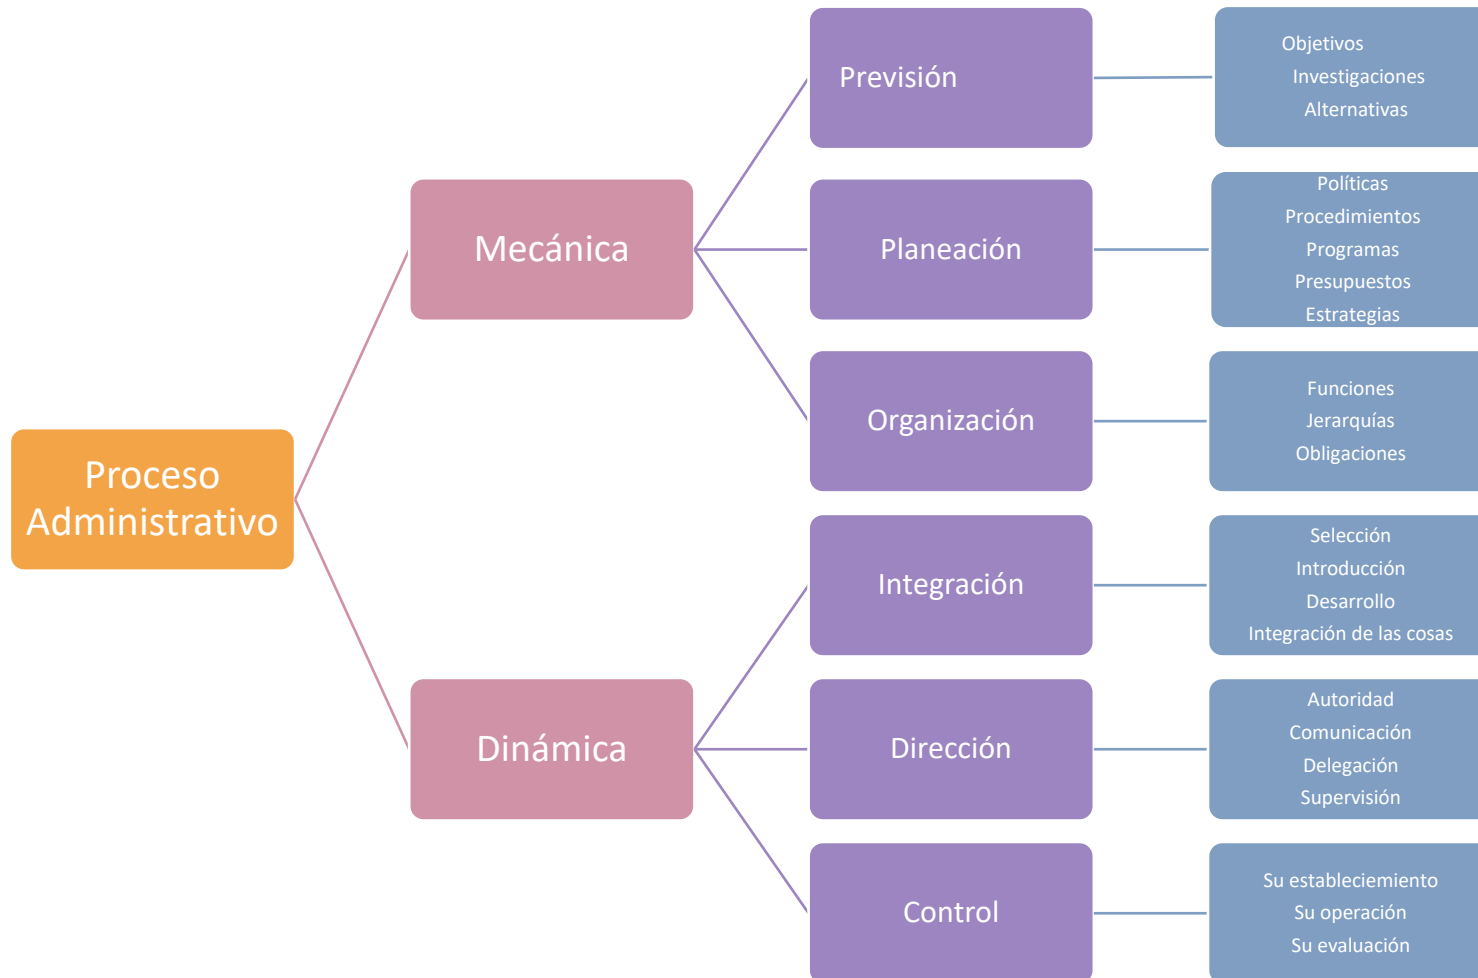 Proceso
Administrativo
Mecánica
Previsión
Objetivos
Investigaciones
Alternativas
Planeación
Políticas
Procedimientos
Programas
Presupuestos
Estrategias
Organización
Funciones
Jerarquías
Obligaciones
Dinámica
Integración
Selección
Introducción
Desarrollo
Integración de las cosas
Dirección
Autoridad
Comunicación
Delegación
Supervisión
Control
Su estableciemiento
Su operación
Su evaluación